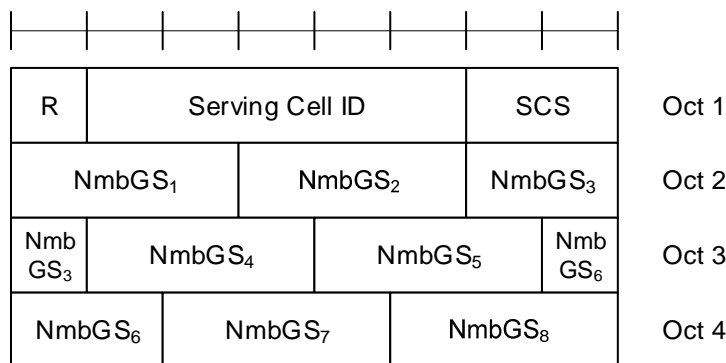 R Serving Cell ID SCS Oct 1
NmbGS₁ NmbGS₂ NmbGS₃ Oct 2
Nmb GS₃ NmbGS₄ NmbGS₅ Nmb GS₆ Oct 3
NmbGS₆ NmbGS₇ NmbGS₈ Oct 4